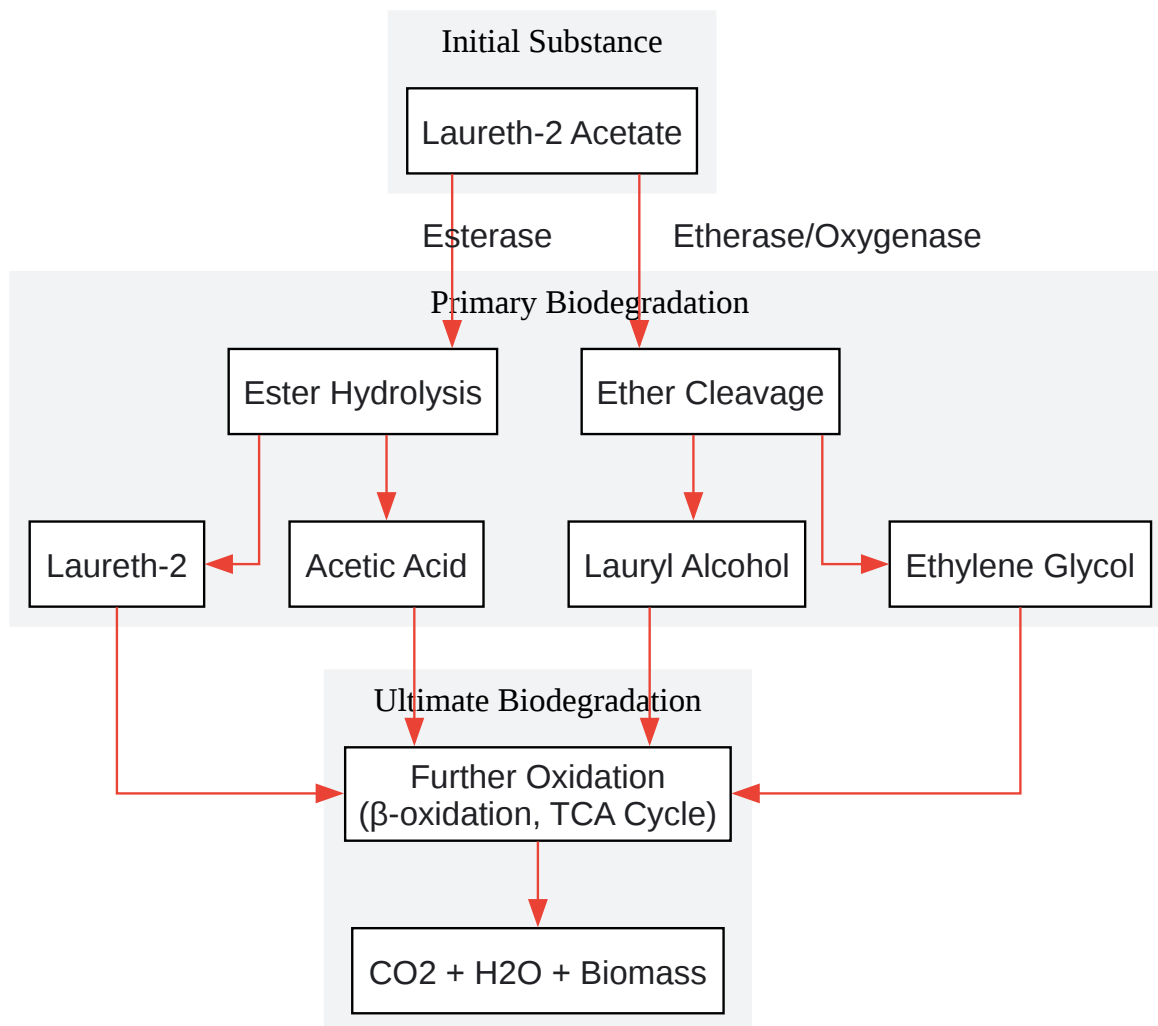 Initial Substance
Laureth-2 Acetate
Esterase
Etherase/Oxygenase
Primary Biodegradation
Ester Hydrolysis
Ether Cleavage
Laureth-2
Acetic Acid
Lauryl Alcohol
Ethylene Glycol
Ultimate Biodegradation
Further Oxidation
(β-oxidation, TCA Cycle)
CO2 + H2O + Biomass